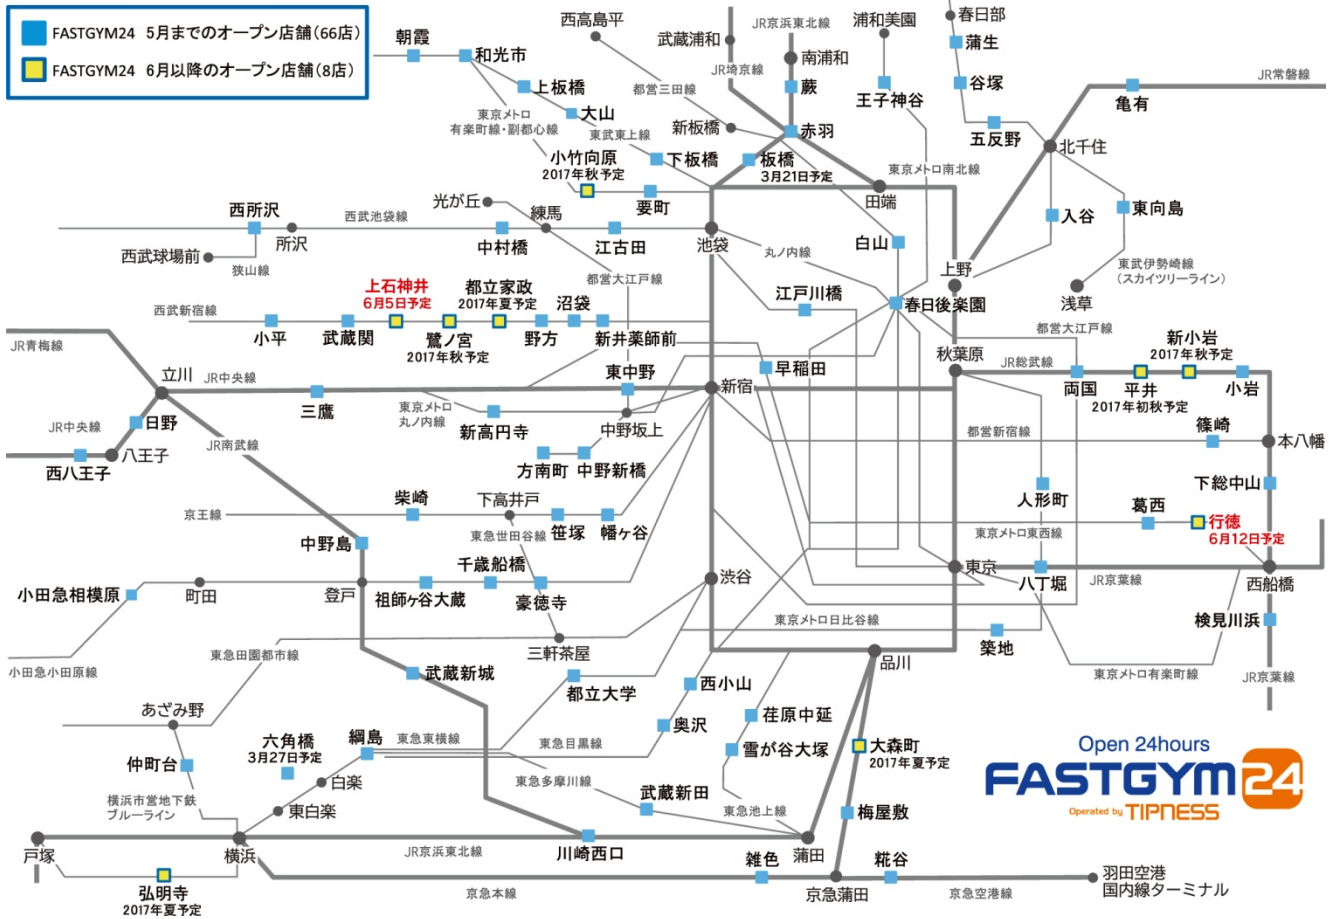 FASTGYM24 5月までのオープン店舗(66店)
FASTGYM24 6月以降のオープン店舗(8店)
西高島平
武蔵浦和
JR京浜東北線
浦和美園
春日部
朝霞
和光市
南浦和
蒲生
JR埼京線
JR常磐線
上板橋
都営三田線
蕨
王子神谷
谷塚
亀有
東京メトロ
有楽町線・副都心線
大山
東武東上線
新板橋
赤羽
五反野
北千住
小竹向原
2017年秋予定
下板橋
板橋
3月21日予定
東京メトロ南北線
要町
田端
光が丘
西所沢
西武池袋線
練馬
入谷
東向島
所沢
中村橋
江古田
池袋
白山
丸ノ内線
西武球場前
狭山線
上野
東武伊勢崎線
(スカイツリーライン)
都営大江戸線
上石神井
6月5日予定
都立家政
2017年夏予定
沼袋
江戸川橋
春日後楽園
浅草
西武新宿線
小平
武蔵関
鷺ノ宮
2017年秋予定
野方
新井薬師前
都営大江戸線
新小岩
2017年秋予定
JR青梅線
秋葉原
JR総武線
立川
JR中央線
東中野
早稲田
両国
平井
2017年初秋予定
小岩
新宿
三鷹
東京メトロ
丸ノ内線
新高円寺
中野坂上
日野
JR中央線
JR南武線
都営新宿線
篠崎
本八幡
八王子
西八王子
方南町
中野新橋
下総中山
人形町
柴崎
下高井戸
京王線
笹塚
幡ヶ谷
東急世田谷線
葛西
行徳
6月12日予定
東京メトロ東西線
中野島
千歳船橋
渋谷
東京
八丁堀
JR京葉線
西船橋
小田急相模原
町田
登戸
祖師ヶ谷大蔵
豪徳寺
東京メトロ日比谷線
検見川浜
築地
三軒茶屋
東急田園都市線
小田急小田原線
品川
武蔵新城
都立大学
西小山
東京メトロ有楽町線
JR京葉線
あざみ野
六角橋
3月27日予定
綱島
東急東横線
東急目黒線
奥沢
荏原中延
雪が谷大塚
大森町
2017年夏予定
仲町台
白楽
東急多摩川線
武蔵新田
東急池上線
横浜市営地下鉄
ブルーライン
東白楽
梅屋敷
Open 24hours
FASTGYM24
Operated by TIPNESS
戸塚
横浜
JR京浜東北線
川崎西口
蒲田
雑色
糀谷
弘明寺
2017年夏予定
京急本線
京急蒲田
京急空港線
羽田空港
国内線ターミナル